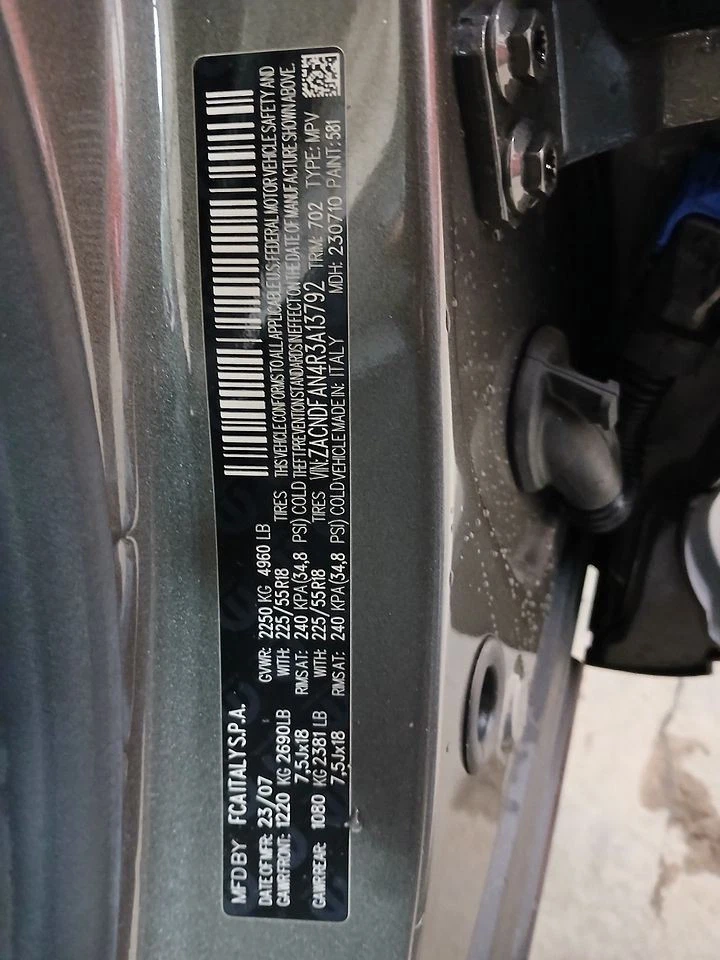 MFD BY FCA ITALY S.P.A.
DATE OF MFR: 23/07 GVWR: 2250 KG 4960 LB
GAWR FRONT: 1220 KG 2690 LB WITH: 225/55R18 TIRES THIS VEHICLE CONFORMS TO ALL APPLICABLE U.S. FEDERAL MOTOR VEHICLE SAFETY AND
7,5Jx18 RIMS AT: 240 KPA(34,8 PSI) COLD THEFT PREVENTION STANDARDS IN EFFECT ON THE DATE OF MANUFACTURE SHOWN ABOVE.
GAWR REAR: 1080 KG 2381 LB WITH: 225/55R18 TIRES VIN: ZACNDFAN4R3A13792 TRIM: 702 TYPE: MPV
7,5Jx18 RIMS AT: 240 KPA(34,8 PSI) COLD VEHICLE MADE IN: ITALY MDH: 230710 PAINT: 581